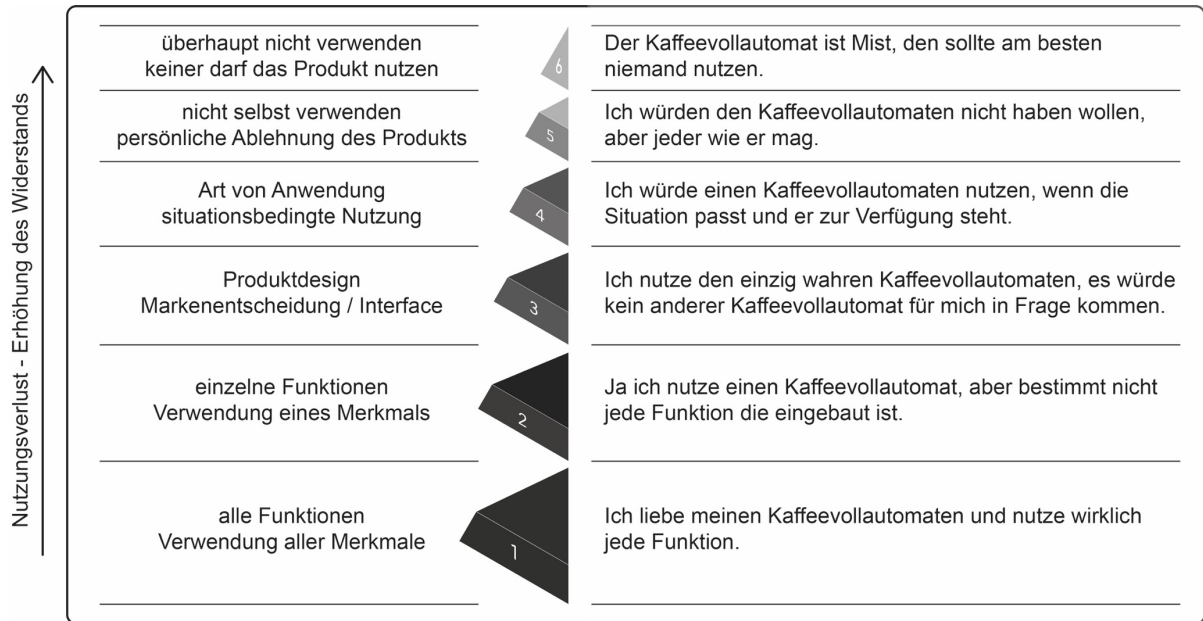 Nutzungsverlust - Erhöhung des Widerstands
überhaupt nicht verwenden
keiner darf das Produkt nutzen
6
Der Kaffeevollautomat ist Mist, den sollte am besten
niemand nutzen.
nicht selbst verwenden
persönliche Ablehnung des Produkts
5
Ich würden den Kaffeevollautomaten nicht haben wollen,
aber jeder wie er mag.
Art von Anwendung
situationsbedingte Nutzung
4
Ich würde einen Kaffeevollautomaten nutzen, wenn die
Situation passt und er zur Verfügung steht.
Produktdesign
Markenentscheidung / Interface
3
Ich nutze den einzig wahren Kaffeevollautomaten, es würde
kein anderer Kaffeevollautomat für mich in Frage kommen.
einzelne Funktionen
Verwendung eines Merkmals
2
Ja ich nutze einen Kaffeevollautomat, aber bestimmt nicht
jede Funktion die eingebaut ist.
alle Funktionen
Verwendung aller Merkmale
1
Ich liebe meinen Kaffeevollautomaten und nutze wirklich
jede Funktion.